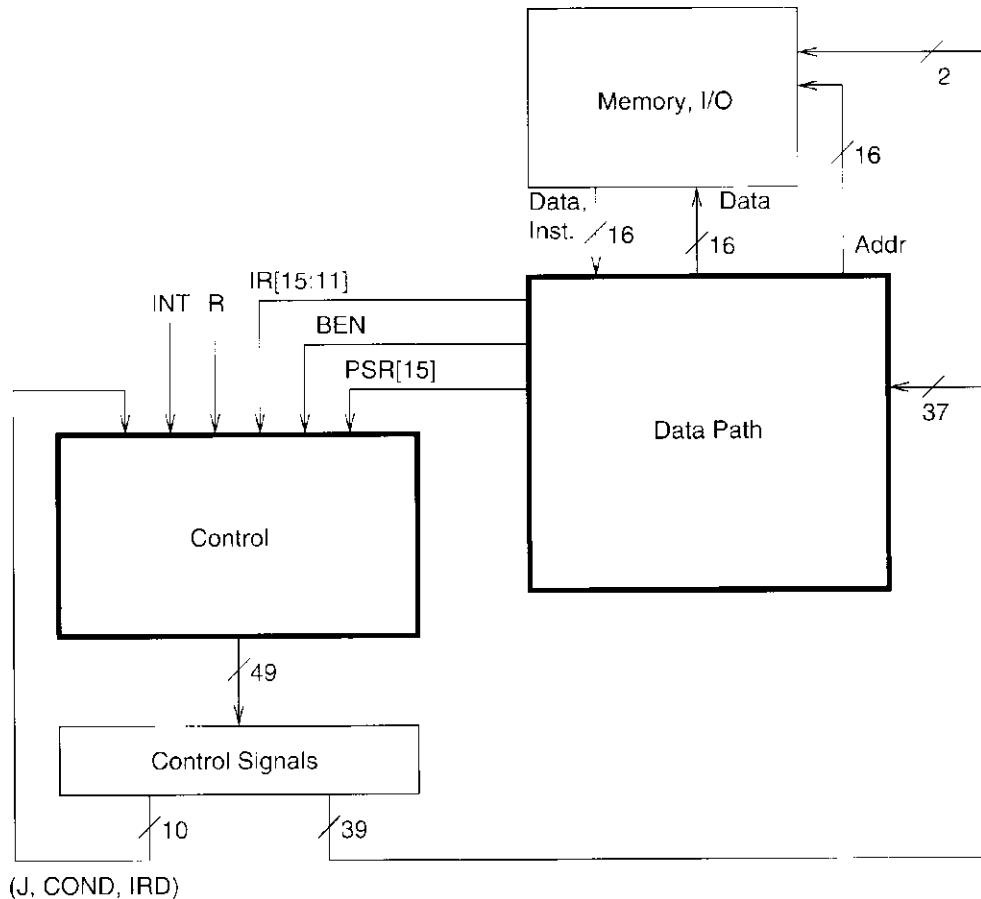 Memory, I/O
2
16
Data,
Inst.
16
Data
16
Addr
IR[15:11]
INT R
BEN
PSR[15]
37
Data Path
Control
49
Control Signals
10
39
(J, COND, IRD)